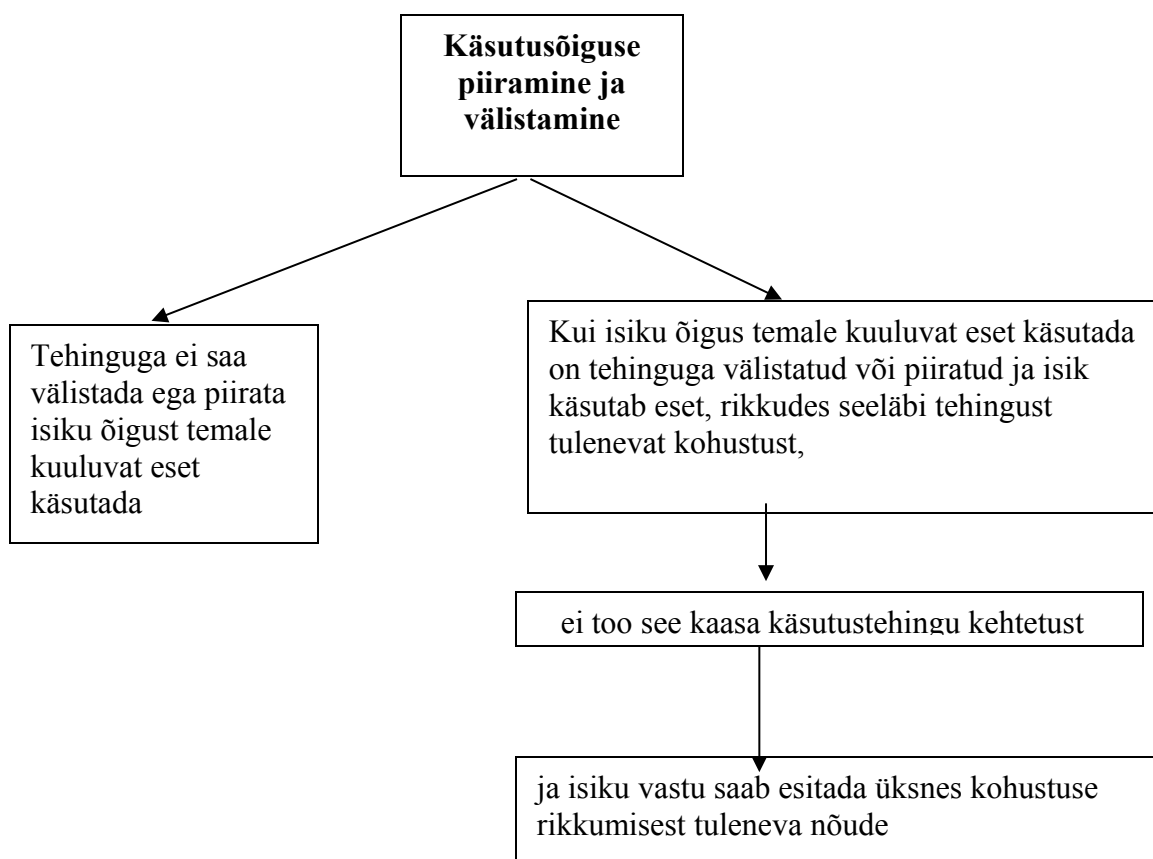 Käsutusõiguse
piiramine ja
välistamine
Tehinguga ei saa
välistada ega piirata
isiku õigust temale
kuuluvat eset
käsutada
Kui isiku õigus temale kuuluvat eset käsutada
on tehinguga välistatud või piiratud ja isik
käsutab eset, rikkudes seeläbi tehingust
tulenevat kohustust,
ei too see kaasa käsutustehingu kehtetust
ja isiku vastu saab esitada üksnes kohustuse
rikkumisest tuleneva nõude